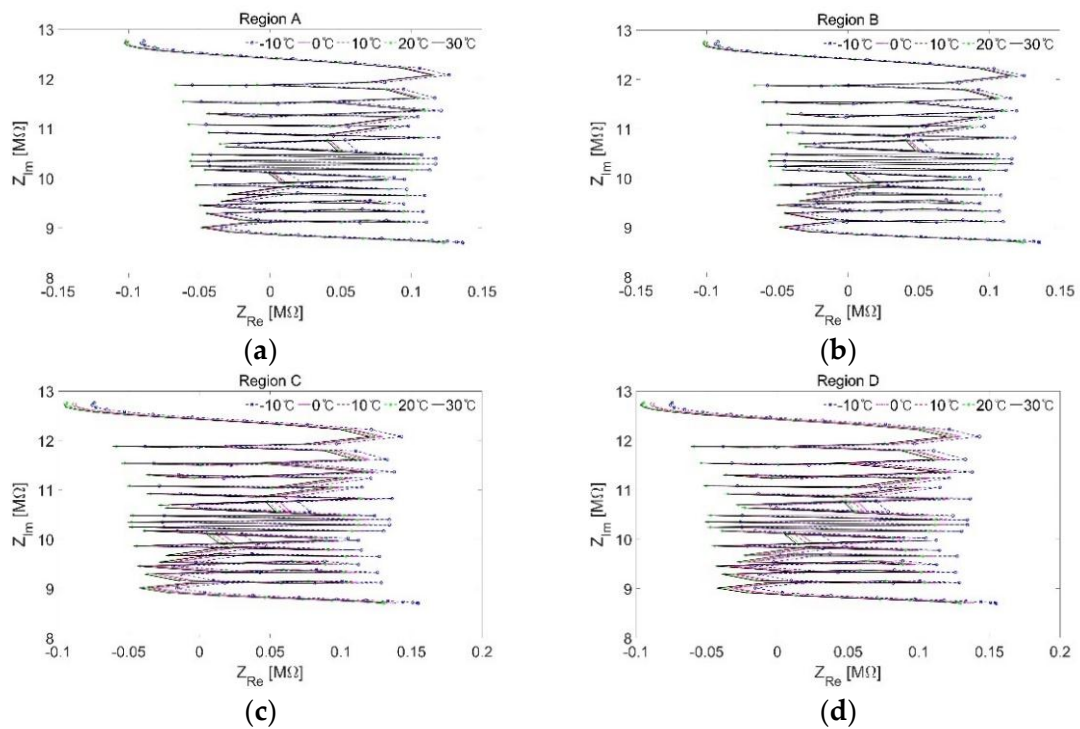 Region A
-10℃ 0℃ 10℃ 20℃ 30℃
13
12
11
10
9
8
Z_Im [MΩ]
-0.15 -0.1 -0.05 0 0.05 0.1 0.15
Z_Re [MΩ]
(a)
Region B
-10℃ 0℃ 10℃ 20℃ 30℃
13
12
11
10
9
8
Z_Im [MΩ]
-0.15 -0.1 -0.05 0 0.05 0.1 0.15
Z_Re [MΩ]
(b)
Region C
-10℃ 0℃ 10℃ 20℃ 30℃
13
12
11
10
9
8
Z_Im [MΩ]
-0.1 -0.05 0 0.05 0.1 0.15 0.2
Z_Re [MΩ]
(c)
Region D
-10℃ 0℃ 10℃ 20℃ 30℃
13
12
11
10
9
8
Z_Im [MΩ]
-0.1 -0.05 0 0.05 0.1 0.15 0.2
Z_Re [MΩ]
(d)